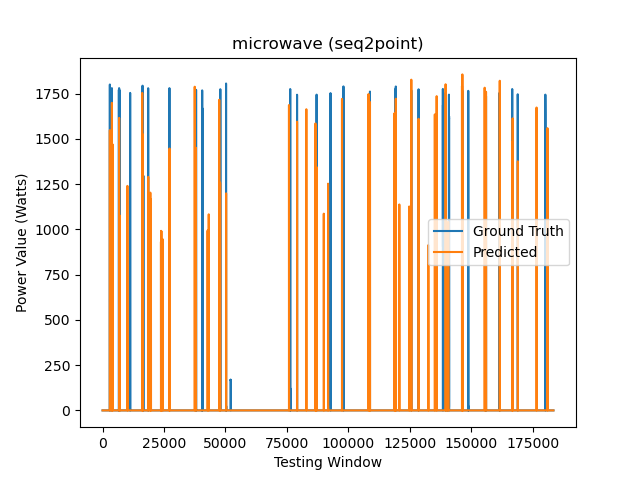 microwave (seq2point)
Power Value (Watts)
1750
1500
1250
1000
750
500
250
0
Ground Truth
Predicted
0 25000 50000 75000 100000 125000 150000 175000
Testing Window